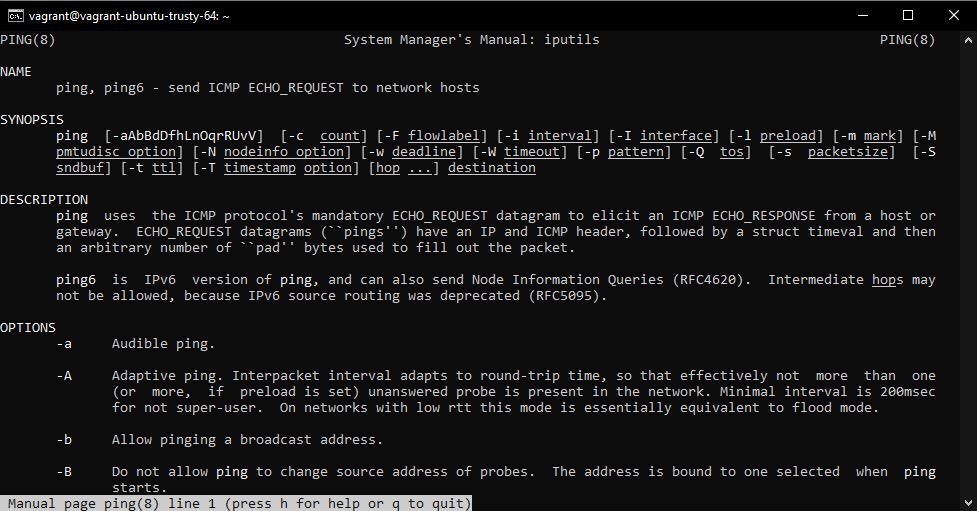 vagrant@vagrant-ubuntu-trusty-64: ~
PING(8) System Manager's Manual: iputils PING(8)
NAME
ping, ping6 - send ICMP ECHO_REQUEST to network hosts
SYNOPSIS
ping [-aAbBdDfhLnOqrRUvV] [-c count] [-F flowlabel] [-i interval] [-I interface] [-l preload] [-m mark] [-M
pmtudisc_option] [-N nodeinfo_option] [-w deadline] [-W timeout] [-p pattern] [-Q tos] [-s packetsize] [-S
sndbuf] [-t ttl] [-T timestamp option] [hop ...] destination
DESCRIPTION
ping uses the ICMP protocol's mandatory ECHO_REQUEST datagram to elicit an ICMP ECHO_RESPONSE from a host or
gateway. ECHO_REQUEST datagrams (``pings'') have an IP and ICMP header, followed by a struct timeval and then
an arbitrary number of ``pad'' bytes used to fill out the packet.
ping6 is IPv6 version of ping, and can also send Node Information Queries (RFC4620). Intermediate hops may
not be allowed, because IPv6 source routing was deprecated (RFC5095).
OPTIONS
-a Audible ping.
-A Adaptive ping. Interpacket interval adapts to round-trip time, so that effectively not more than one
(or more, if preload is set) unanswered probe is present in the network. Minimal interval is 200msec
for not super-user. On networks with low rtt this mode is essentially equivalent to flood mode.
-b Allow pinging a broadcast address.
-B Do not allow ping to change source address of probes. The address is bound to one selected when ping
starts.
Manual page ping(8) line 1 (press h for help or q to quit)